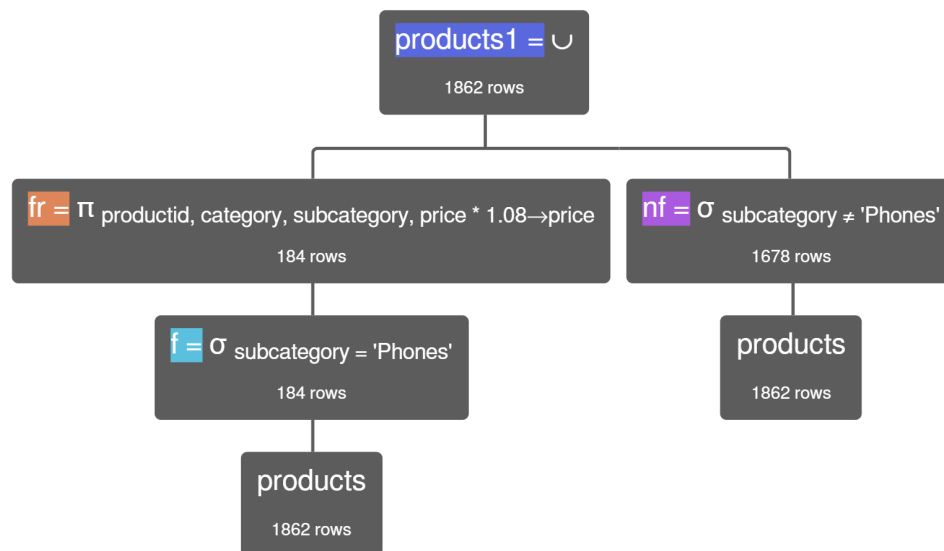 products1 = ∪
1862 rows
fr = π productid, category, subcategory, price * 1.08→price
184 rows
nf = σ subcategory ≠ 'Phones'
1678 rows
f = σ subcategory = 'Phones'
184 rows
products
1862 rows
products
1862 rows